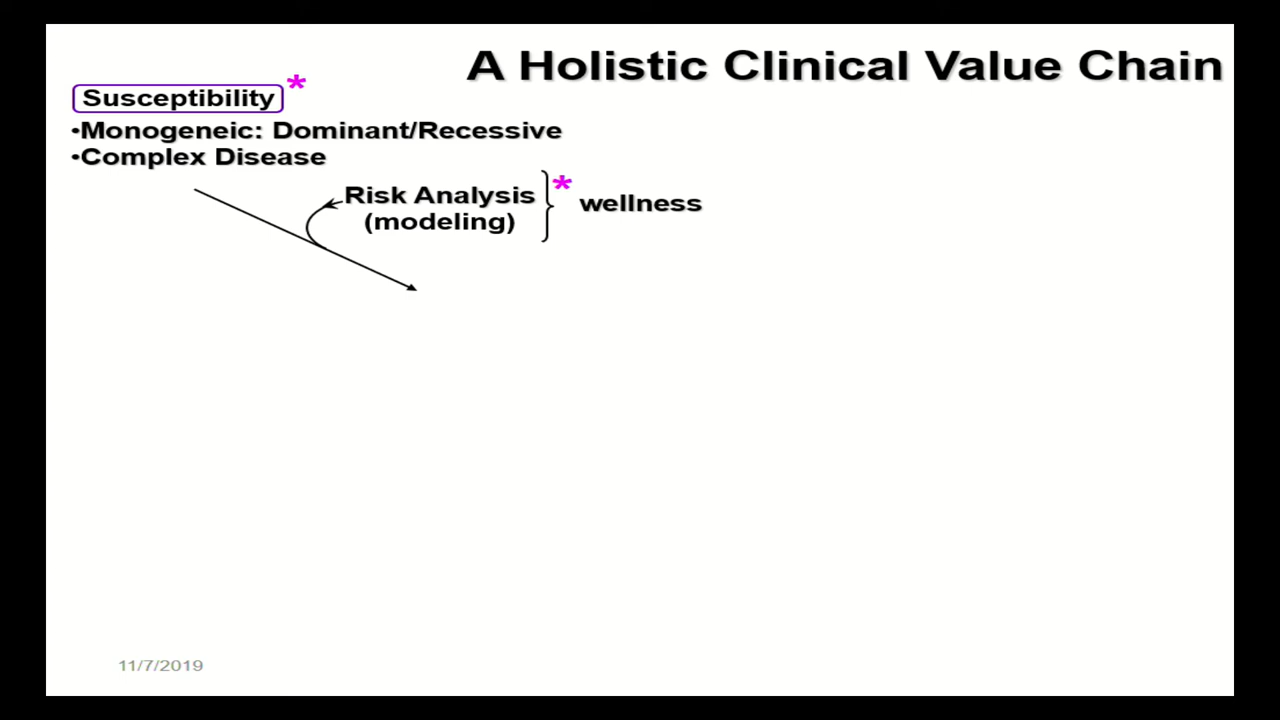 A Holistic Clinical Value Chain
Susceptibility *
•Monogeneic: Dominant/Recessive
•Complex Disease
Risk Analysis
(modeling)
* wellness
11/7/2019